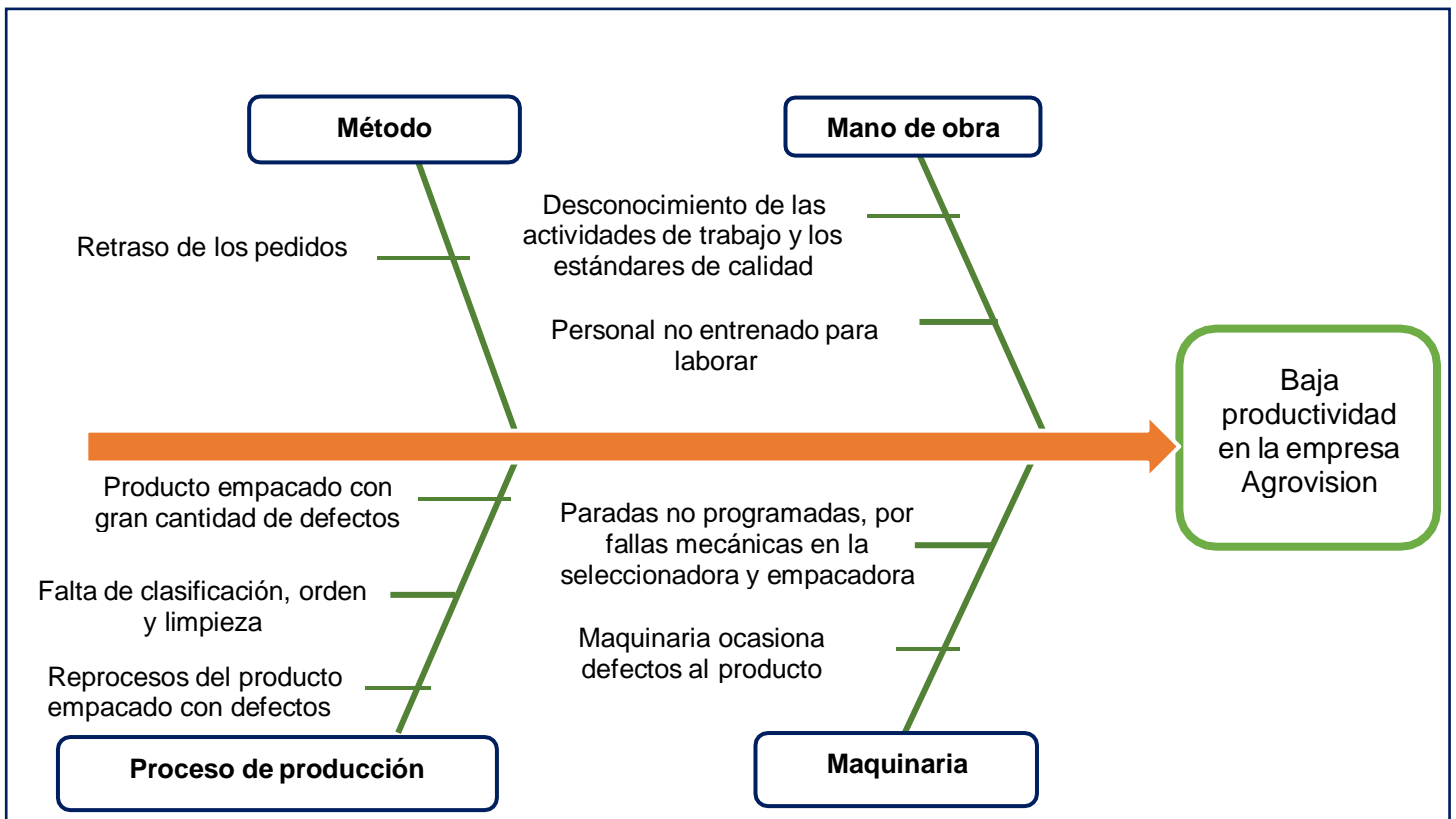 Método
Mano de obra
Retraso de los pedidos
Desconocimiento de las
actividades de trabajo y los
estándares de calidad
Personal no entrenado para
laborar
Baja
productividad
en la empresa
Agrovision
Producto empacado con
gran cantidad de defectos
Falta de clasificación, orden
y limpieza
Reprocesos del producto
empacado con defectos
Paradas no programadas, por
fallas mecánicas en la
seleccionadora y empacadora
Maquinaria ocasiona
defectos al producto
Proceso de producción
Maquinaria